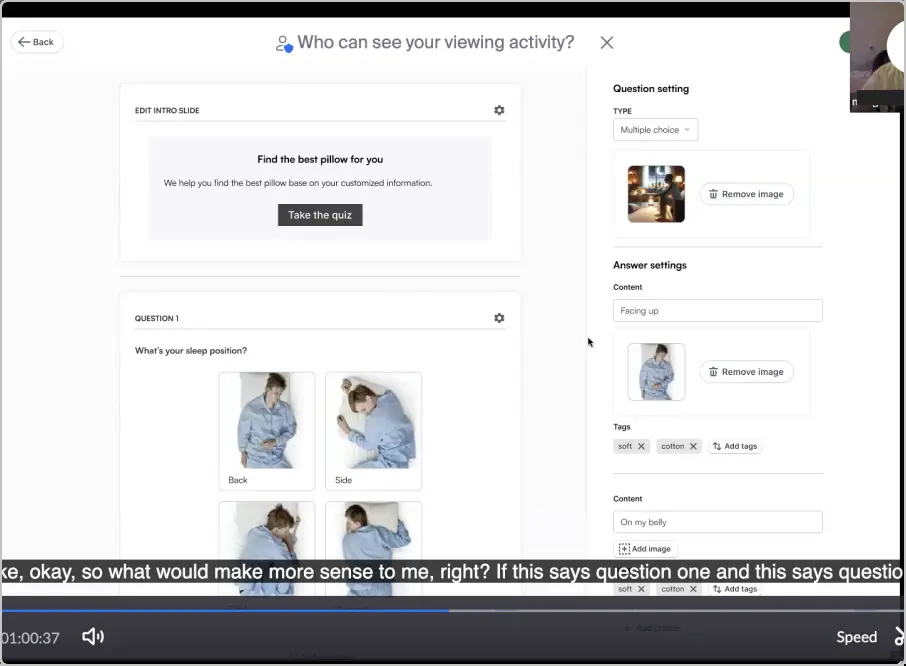 Back
Who can see your viewing activity?
EDIT INTRO SLIDE
Find the best pillow for you
We help you find the best pillow base on your customized information.
Take the quiz
QUESTION 1
What's your sleep position?
Back
Side
Question setting
TYPE
Multiple choice
Remove image
Answer settings
Content
Facing up
Remove image
Tags
soft
cotton
Add tags
Content
On my belly
Add image
ke, okay, so what would make more sense to me, right? If this says question one and this says questio
soft
cotton
Add tags
01:00:37
Speed